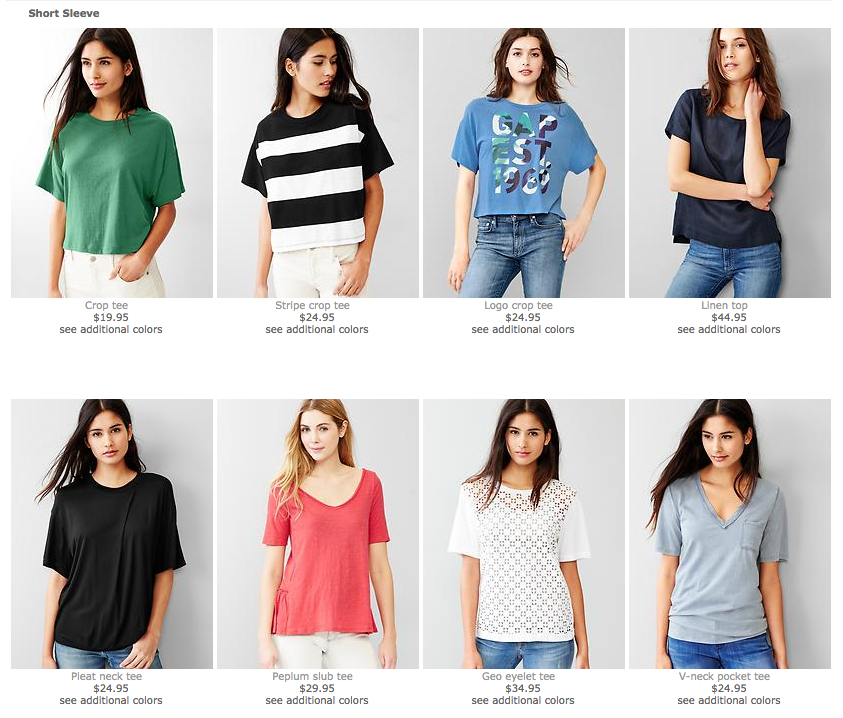 Short Sleeve
GAP
EST
1969
Crop tee
$19.95
see additional colors
Stripe crop tee
$24.95
see additional colors
Logo crop tee
$24.95
see additional colors
Linen top
$44.95
see additional colors
Pleat neck tee
$24.95
see additional colors
Peplum slub tee
$29.95
see additional colors
Geo eyelet tee
$34.95
see additional colors
V-neck pocket tee
$24.95
see additional colors